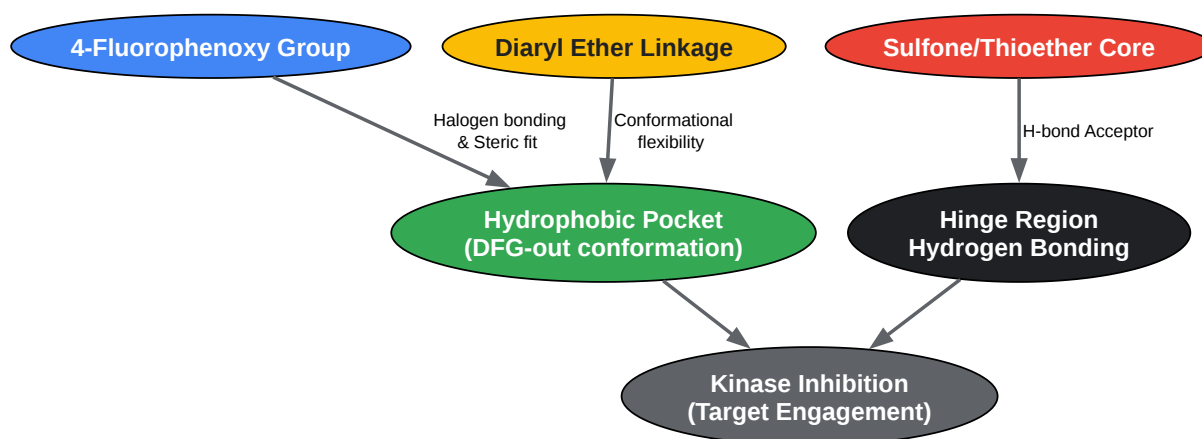 4-Fluorophenoxy Group
Diaryl Ether Linkage
Sulfone/Thioether Core
Halogen bonding
& Steric fit
Conformational
flexibility
H-bond Acceptor
Hydrophobic Pocket
(DFG-out conformation)
Hinge Region
Hydrogen Bonding
Kinase Inhibition
(Target Engagement)